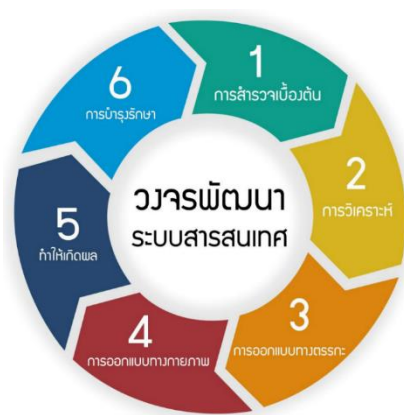 วงจรพัฒนา
ระบบสารสนเทศ
1
การสำรวจเบื้องต้น
2
การวิเคราะห์
3
การออกแบบทางตรรกะ
4
การออกแบบทางกายภาพ
5
ทำให้เกิดผล
6
การบำรุงรักษา